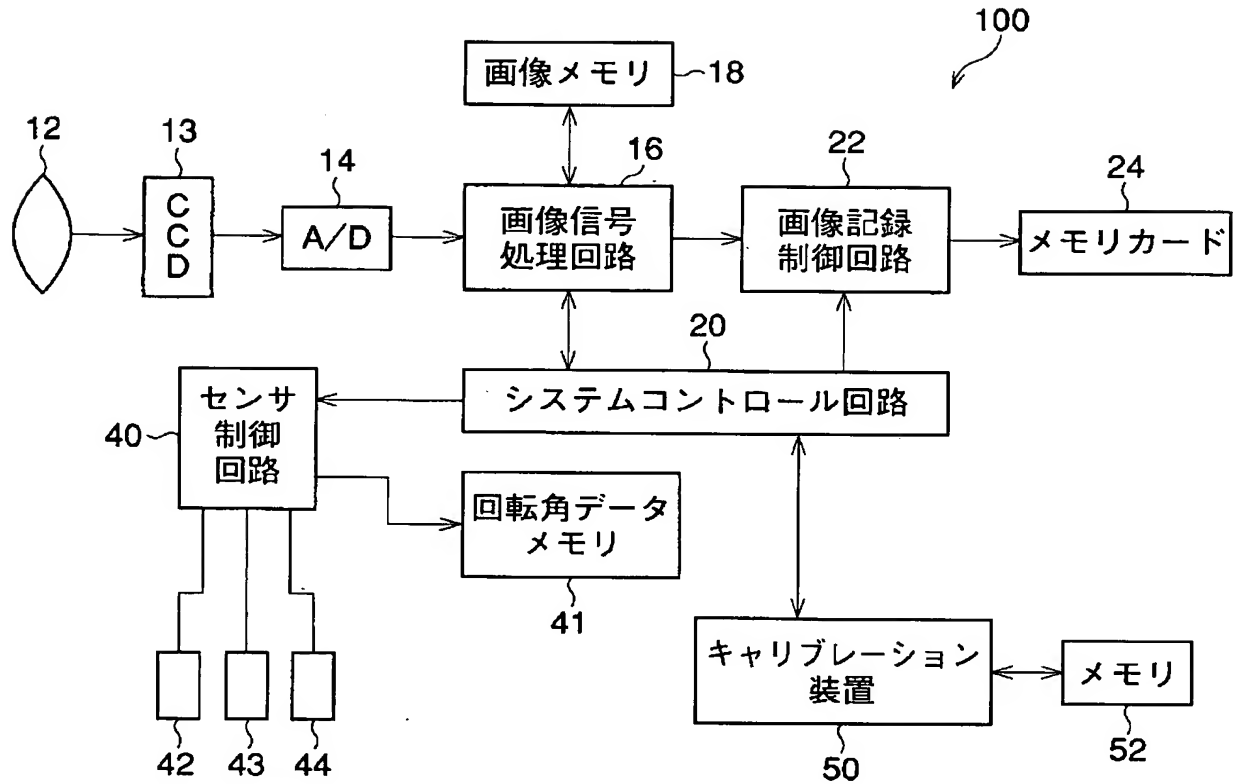 100
画像メモリ
18
12
13
14
16
22
24
C
C
D
A/D
画像信号
処理回路
画像記録
制御回路
メモリカード
20
システムコントロール回路
センサ
制御
回路
40
回転角データ
メモリ
41
42
43
44
キャリブレーション
装置
50
メモリ
52